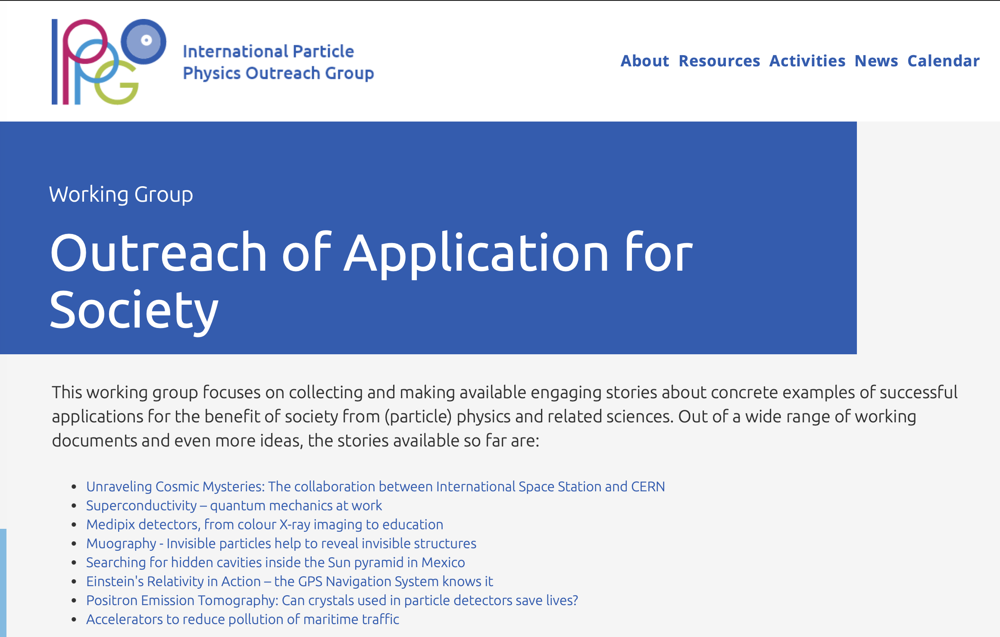 IPPOG
International Particle
Physics Outreach Group
About Resources Activities News Calendar
Working Group
Outreach of Application for
Society
This working group focuses on collecting and making available engaging stories about concrete examples of successful
applications for the benefit of society from (particle) physics and related sciences. Out of a wide range of working
documents and even more ideas, the stories available so far are:
• Unraveling Cosmic Mysteries: The collaboration between International Space Station and CERN
• Superconductivity – quantum mechanics at work
• Medipix detectors, from colour X-ray imaging to education
• Muography - Invisible particles help to reveal invisible structures
• Searching for hidden cavities inside the Sun pyramid in Mexico
• Einstein's Relativity in Action – the GPS Navigation System knows it
• Positron Emission Tomography: Can crystals used in particle detectors save lives?
• Accelerators to reduce pollution of maritime traffic